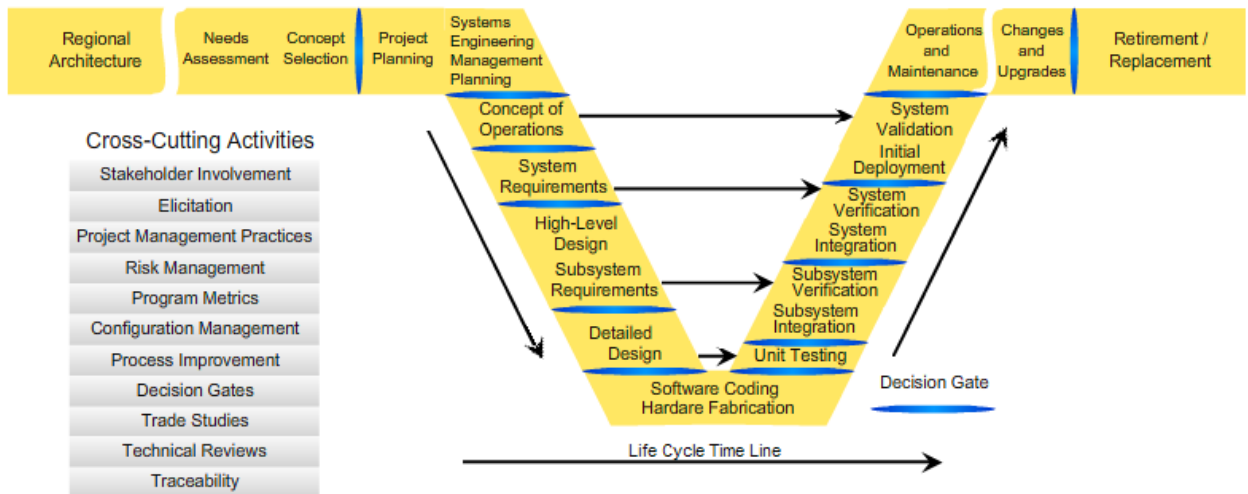 Regional
Architecture
Needs
Assessment
Concept
Selection
Project
Planning
Systems
Engineering
Management
Planning
Operations
and
Maintenance
Changes
and
Upgrades
Retirement /
Replacement
Cross-Cutting Activities
Stakeholder Involvement
Elicitation
Project Management Practices
Risk Management
Program Metrics
Configuration Management
Process Improvement
Decision Gates
Trade Studies
Technical Reviews
Traceability
Concept of
Operations
System
Requirements
High-Level
Design
Subsystem
Requirements
Detailed
Design
Software Coding
Hardare Fabrication
System
Validation
Initial
Deployment
System
Verification
System
Integration
Subsystem
Verification
Subsystem
Integration
Unit Testing
Decision Gate
Life Cycle Time Line